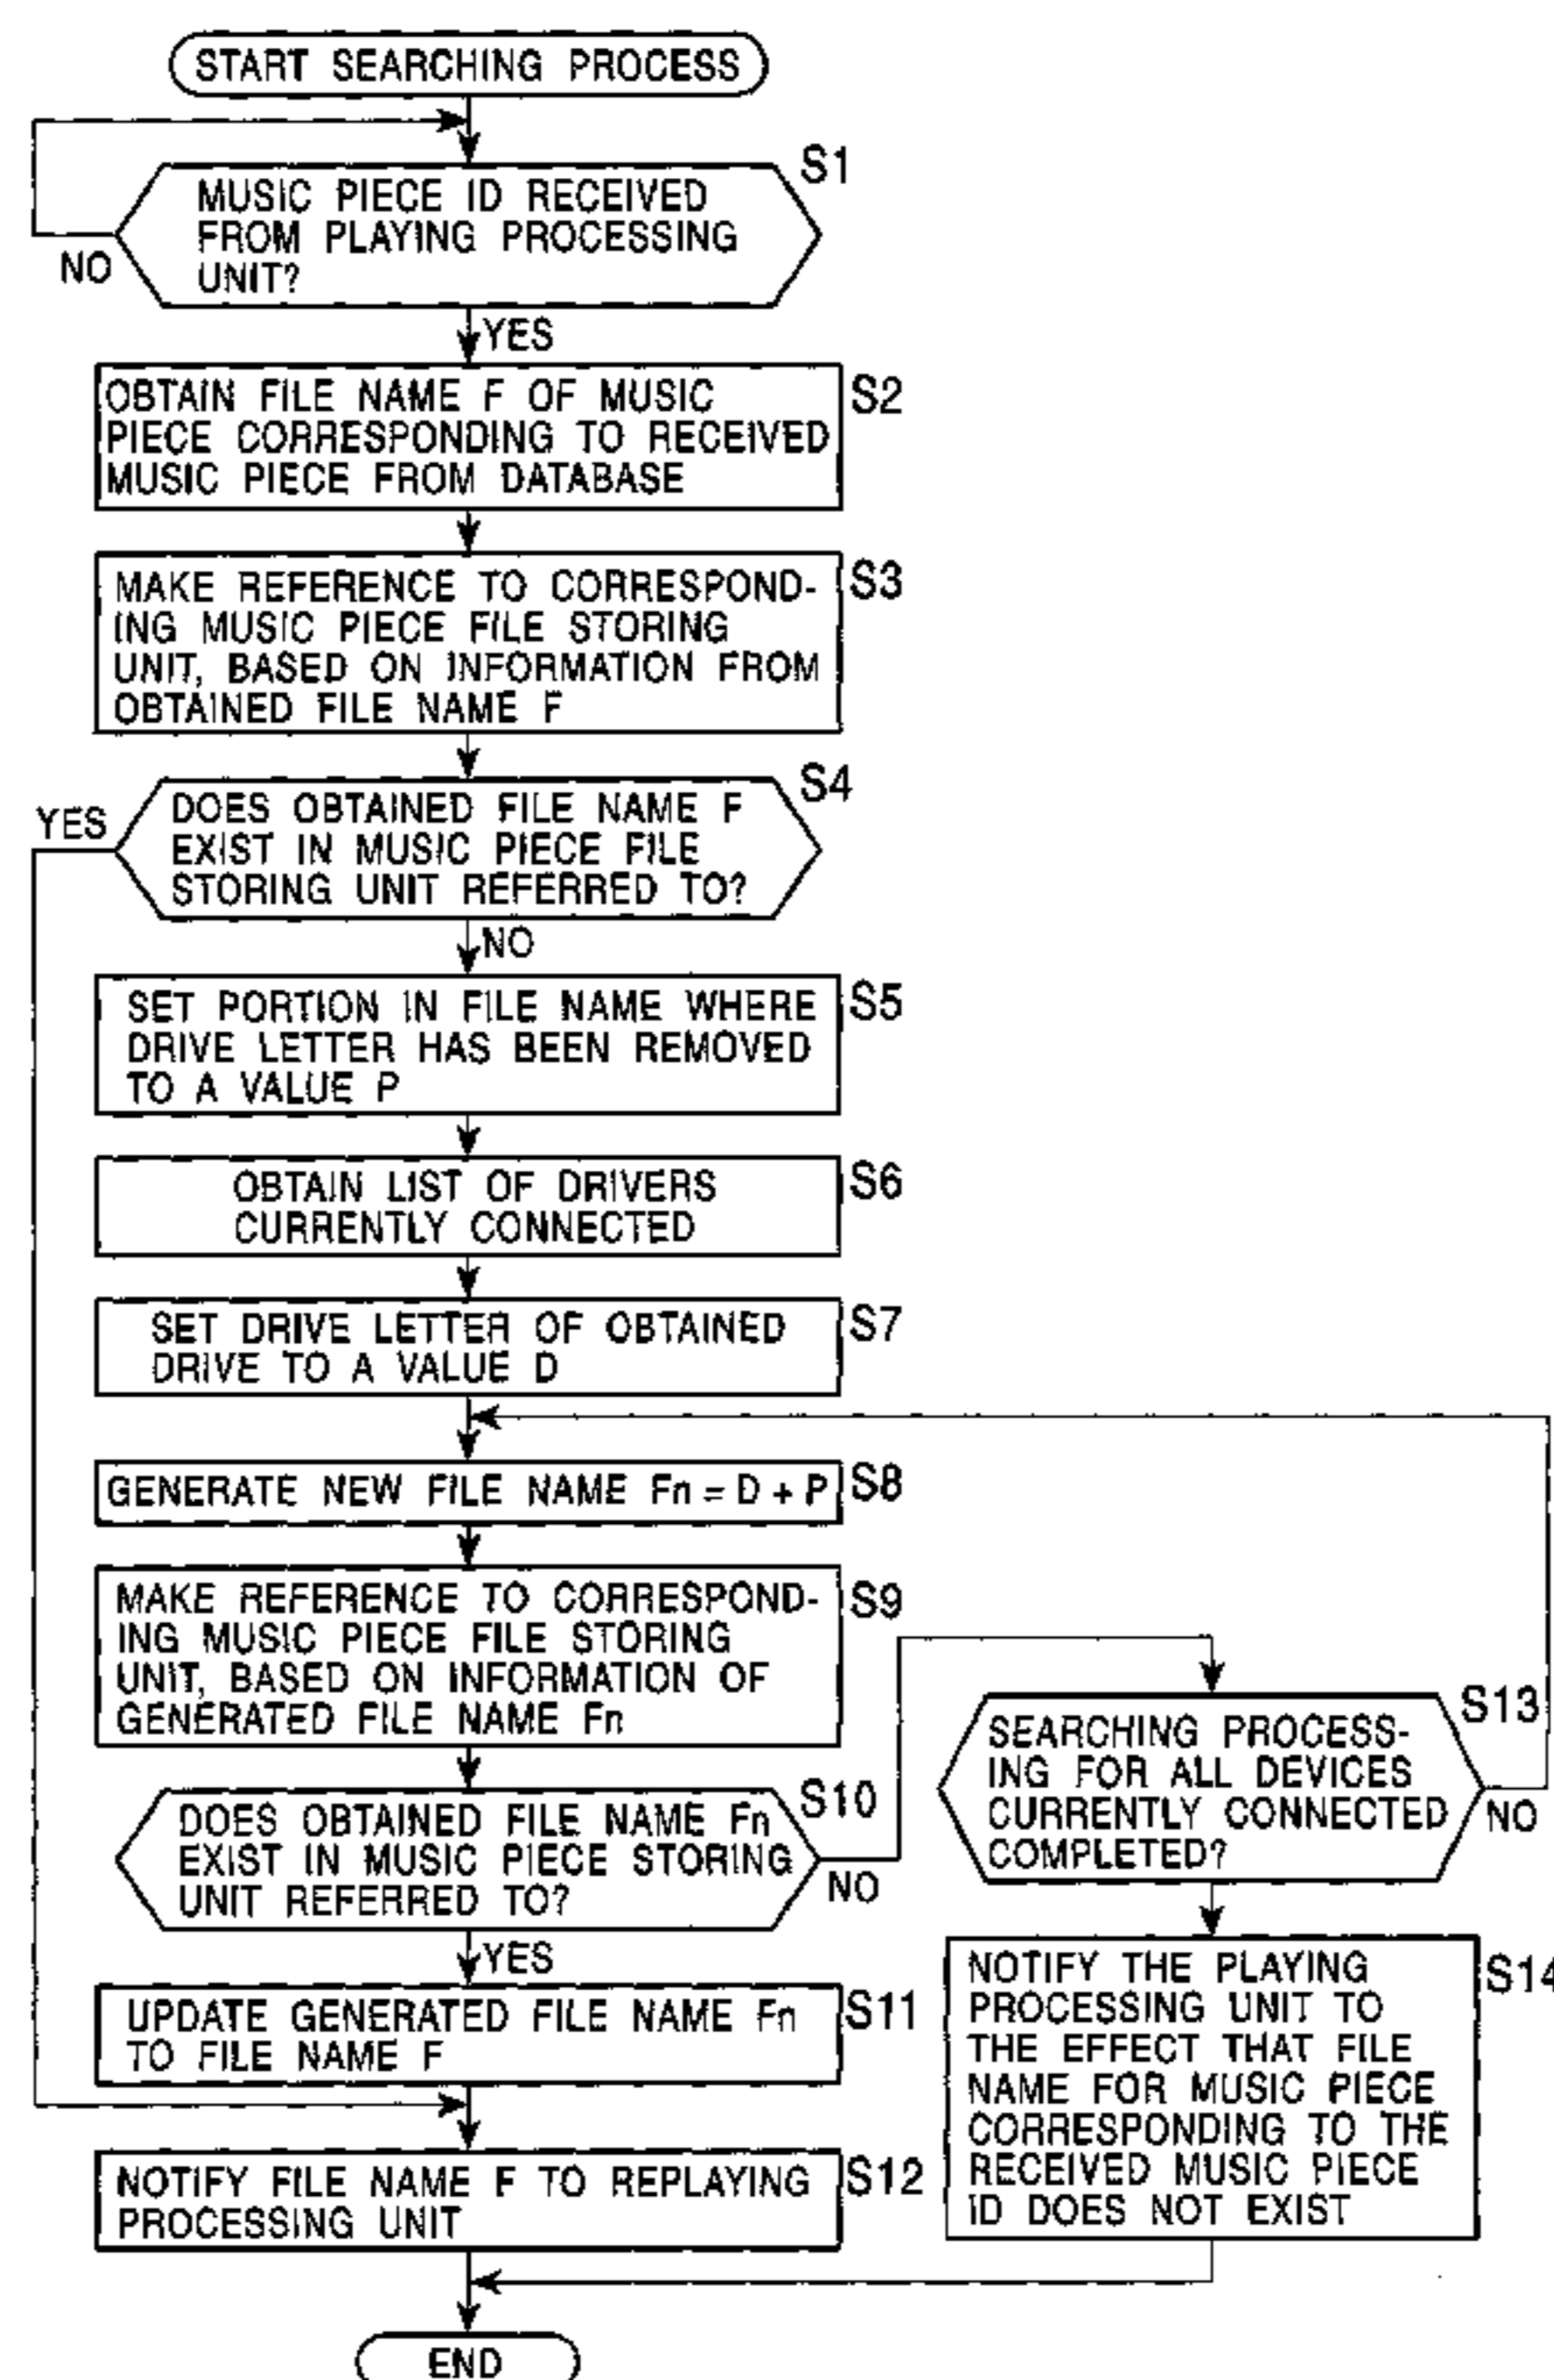 START SEARCHING PROCESS
S1
MUSIC PIECE ID RECEIVED
FROM PLAYING PROCESSING
UNIT?
NO
YES
OBTAIN FILE NAME F OF MUSIC
PIECE CORRESPONDING TO RECEIVED
MUSIC PIECE FROM DATABASE
S2
MAKE REFERENCE TO CORRESPOND-
ING MUSIC PIECE FILE STORING
UNIT, BASED ON INFORMATION FROM
OBTAINED FILE NAME F
S3
S4
DOES OBTAINED FILE NAME F
EXIST IN MUSIC PIECE FILE
STORING UNIT REFERRED TO?
YES
NO
SET PORTION IN FILE NAME WHERE
DRIVE LETTER HAS BEEN REMOVED
TO A VALUE P
S5
OBTAIN LIST OF DRIVERS
CURRENTLY CONNECTED
S6
SET DRIVE LETTER OF OBTAINED
DRIVE TO A VALUE D
S7
GENERATE NEW FILE NAME Fn = D + P
S8
MAKE REFERENCE TO CORRESPOND-
ING MUSIC PIECE FILE STORING
UNIT, BASED ON INFORMATION OF
GENERATED FILE NAME Fn
S9
S10
DOES OBTAINED FILE NAME Fn
EXIST IN MUSIC PIECE STORING
UNIT REFERRED TO?
NO
YES
UPDATE GENERATED FILE NAME Fn
TO FILE NAME F
S11
NOTIFY FILE NAME F TO REPLAYING
PROCESSING UNIT
S12
S13
SEARCHING PROCESS-
ING FOR ALL DEVICES
CURRENTLY CONNECTED
COMPLETED?
NO
NOTIFY THE PLAYING
PROCESSING UNIT TO
THE EFFECT THAT FILE
NAME FOR MUSIC PIECE
CORRESPONDING TO THE
RECEIVED MUSIC PIECE
ID DOES NOT EXIST
S14
END